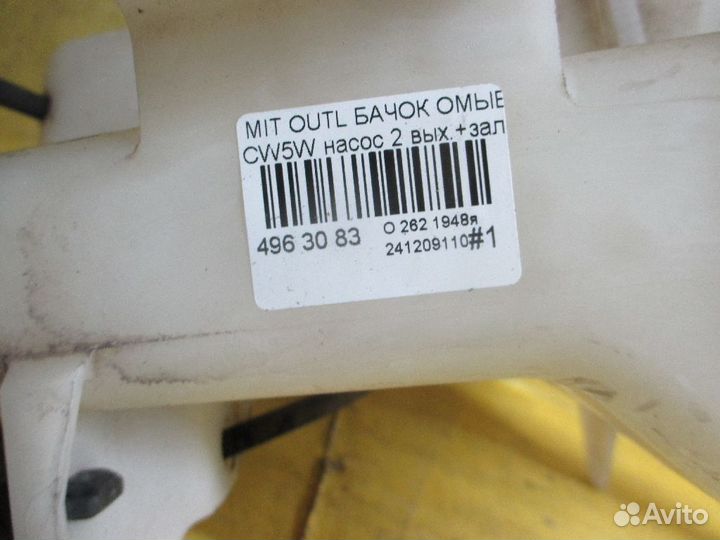 MIT OUTL БАЧОК ОМЫВ
CW5W насос 2 вых.+зал
496 30 83
О 262 1948я
241209110#1
Avito